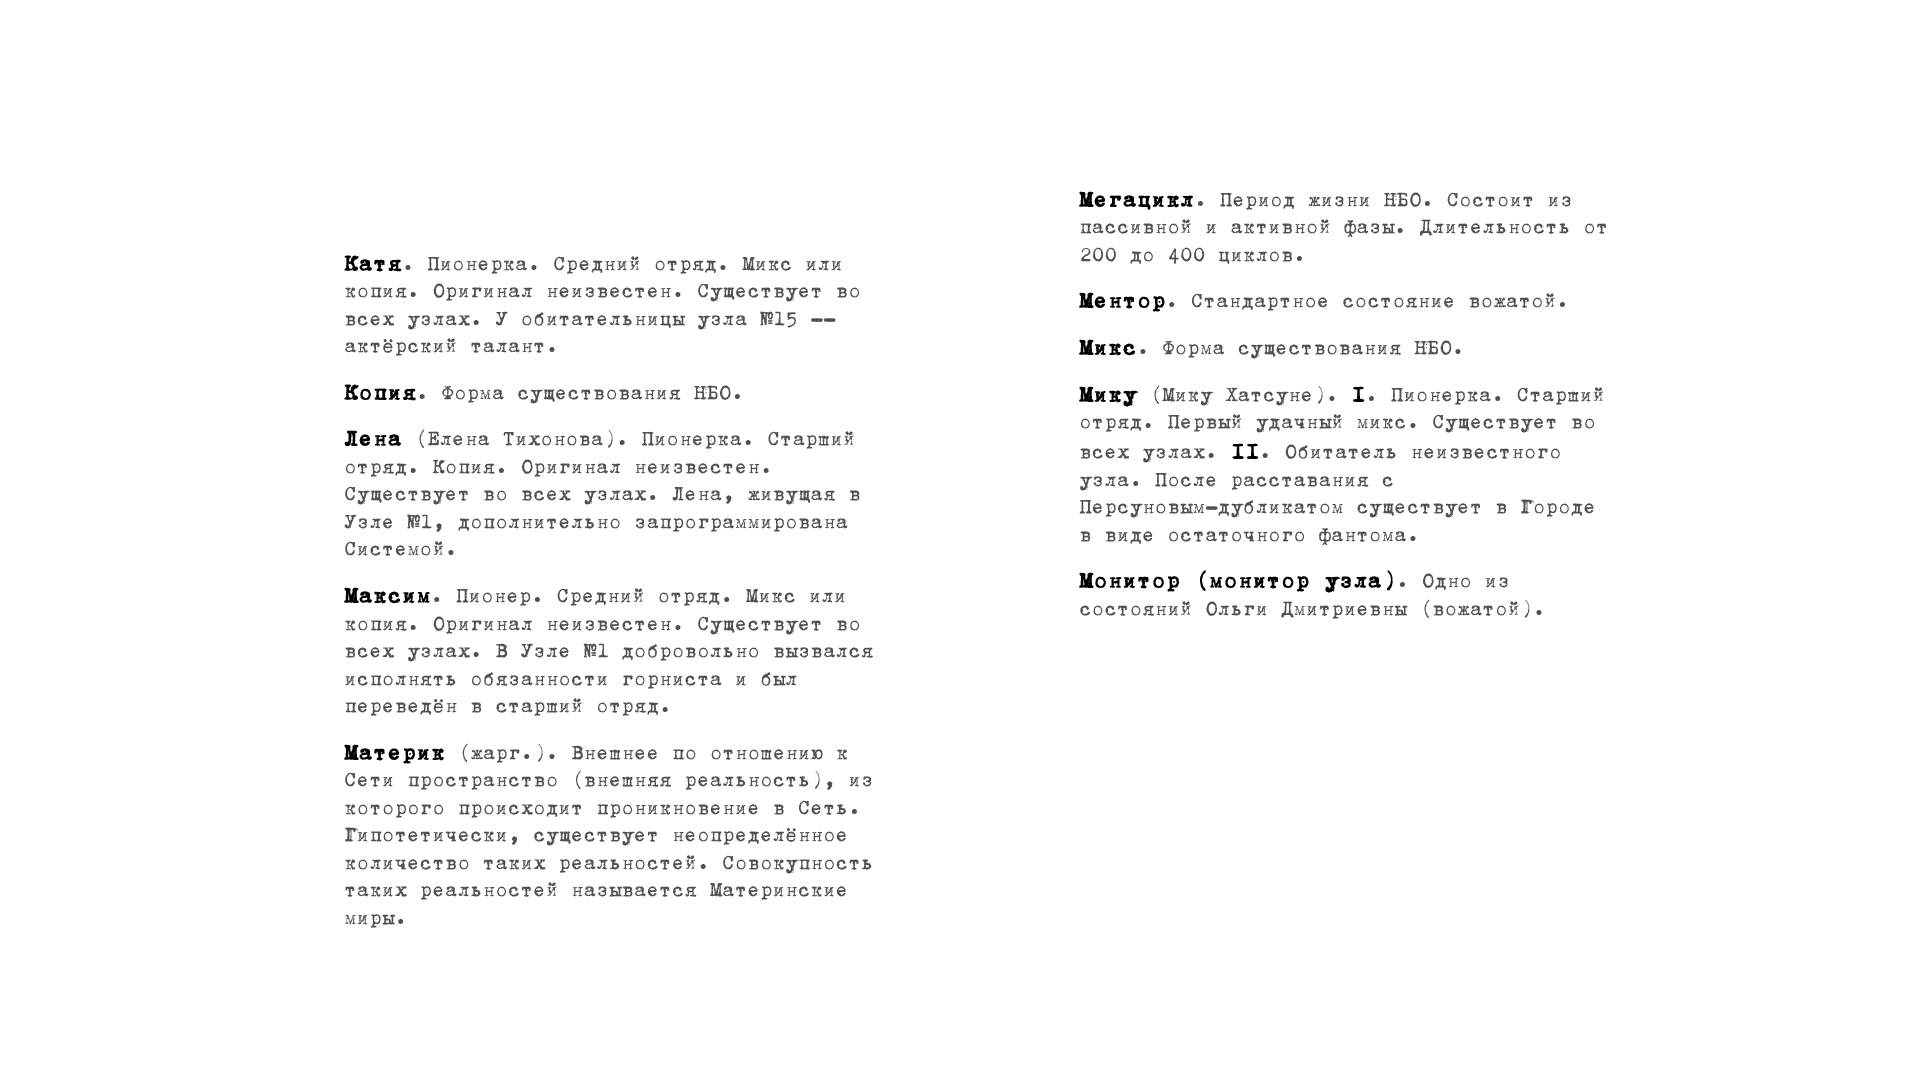 Катя. Пионерка. Средний отряд. Микс или
копия. Оригинал неизвестен. Существует во
всех узлах. У обитательницы узла №15 --
актёрский талант.
Копия. Форма существования НБО.
Лена (Елена Тихонова). Пионерка. Старший
отряд. Копия. Оригинал неизвестен.
Существует во всех узлах. Лена, живущая в
Узле №1, дополнительно запрограммирована
Системой.
Максим. Пионер. Средний отряд. Микс или
копия. Оригинал неизвестен. Существует во
всех узлах. В Узле №1 добровольно вызвался
исполнять обязанности горниста и был
переведён в старший отряд.
Материк (жарг.). Внешнее по отношению к
Сети пространство (внешняя реальность), из
которого происходит проникновение в Сеть.
Гипотетически, существует неопределённое
количество таких реальностей. Совокупность
таких реальностей называется Материнские
миры.
Мегацикл. Период жизни НБО. Состоит из
пассивной и активной фазы. Длительность от
200 до 400 циклов.
Ментор. Стандартное состояние вожатой.
Микс. Форма существования НБО.
Мику (Мику Хатсуне). I. Пионерка. Старший
отряд. Первый удачный микс. Существует во
всех узлах. II. Обитатель неизвестного
узла. После расставания с
Персуновым-дубликатом существует в Городе
в виде остаточного фантома.
Монитор (монитор узла). Одно из
состояний Ольги Дмитриевны (вожатой).